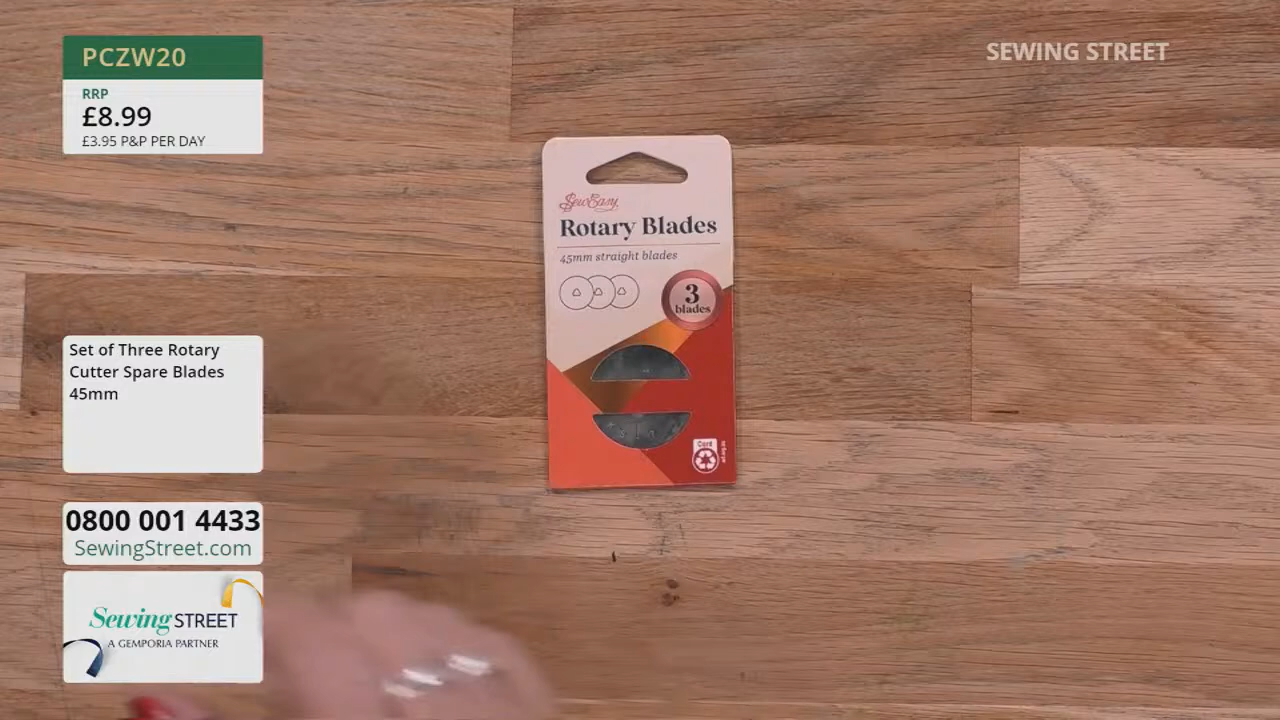 PCZW20
RRP
£8.99
£3.95 P&P PER DAY
SEWING STREET
SewEasy
Rotary Blades
45mm straight blades
3
blades
Card
Set of Three Rotary
Cutter Spare Blades
45mm
0800 001 4433
SewingStreet.com
Sewing STREET
A GEMPORIA PARTNER